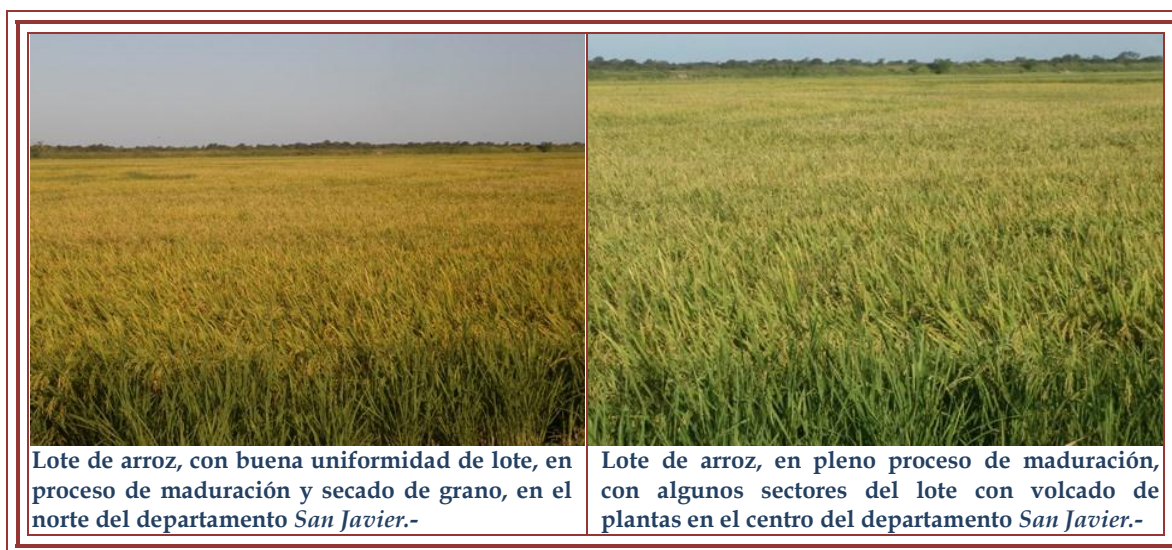 Lote de arroz, con buena uniformidad de lote, en
proceso de maduración y secado de grano, en el
norte del departamento San Javier.-
Lote de arroz, en pleno proceso de maduración,
con algunos sectores del lote con volcado de
plantas en el centro del departamento San Javier.-